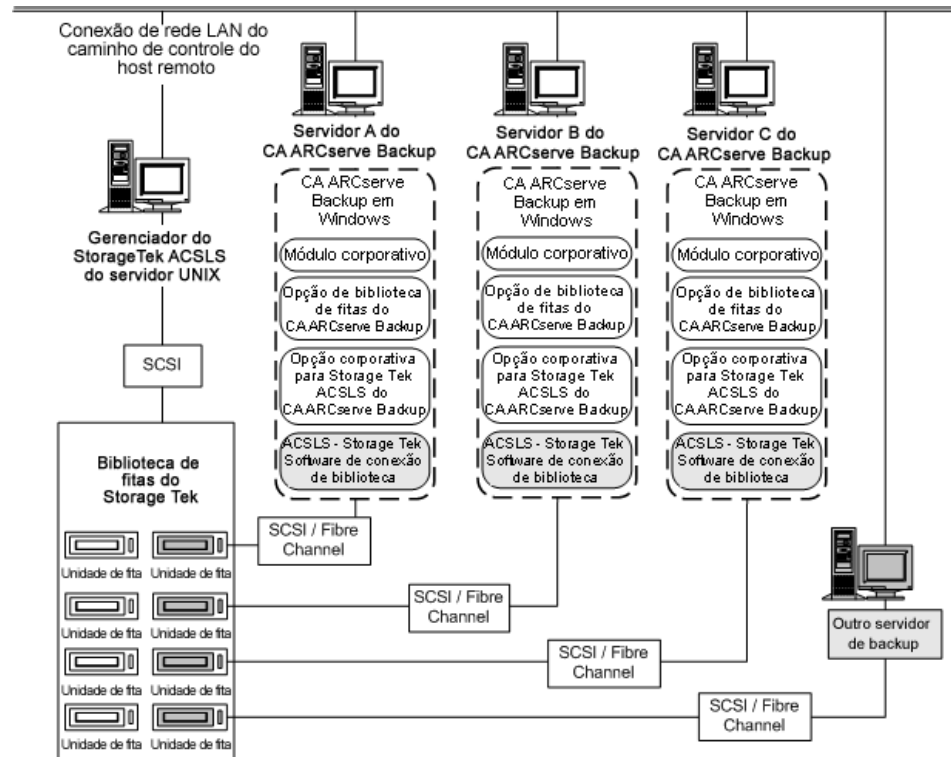 Conexão de rede LAN do
caminho de controle do
host remoto
Gerenciador do
StorageTek ACSLS
do servidor UNIX
SCSI
Biblioteca de
fitas do
Storage Tek
Unidade de fita Unidade de fita
Unidade de fita Unidade de fita
Unidade de fita Unidade de fita
Unidade de fita Unidade de fita
Servidor A do
CA ARCserve Backup
CA ARCserve
Backup em
Windows
Módulo corporativo
Opção de biblioteca
de fitas do
CA ARCserve Backup
Opção corporativa
para Storage Tek
ACSLS do
CA ARCserve Backup
ACSLS - Storage Tek
Software de conexão
de biblioteca
SCSI / Fibre
Channel
Servidor B do
CA ARCserve Backup
CA ARCserve
Backup em
Windows
Módulo corporativo
Opção de biblioteca
de fitas do
CA ARCserve Backup
Opção corporativa
para Storage Tek
ACSLS do
CA ARCserve Backup
ACSLS - Storage Tek
Software de conexão
de biblioteca
SCSI / Fibre
Channel
Servidor C do
CA ARCserve Backup
CA ARCserve
Backup em
Windows
Módulo corporativo
Opção de biblioteca
de fitas do
CA ARCserve Backup
Opção corporativa
para Storage Tek
ACSLS do
CA ARCserve Backup
ACSLS - Storage Tek
Software de conexão
de biblioteca
SCSI / Fibre
Channel
Outro servidor
de backup
SCSI / Fibre
Channel